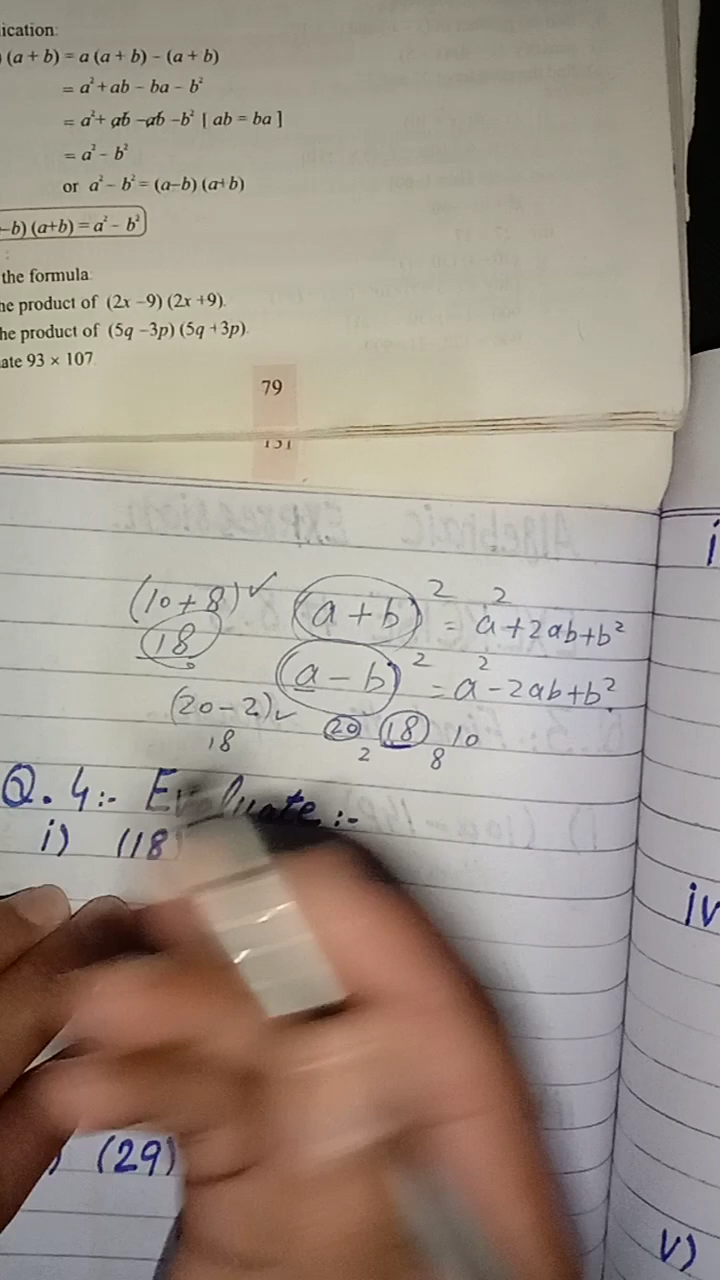 ication:
(a + b) = a (a + b) – (a + b)
= a² + ab – ba – b²
= a² + ab – ab – b² [ ab = ba ]
= a² – b²
or a² – b² = (a–b) (a+b)
–b) (a+b) = a² – b²
the formula
he product of (2x –9) (2x +9).
he product of (5q –3p) (5q +3p).
ate 93 × 107
79
(10+8) ✓ (a+b)² = a²+2ab+b²
18
(a-b)² = a²-2ab+b²
(20-2) ✓ 20 18 10
18 2 8
Q.4:- Evaluate:-
i) (18
(29)
i
iv
v)